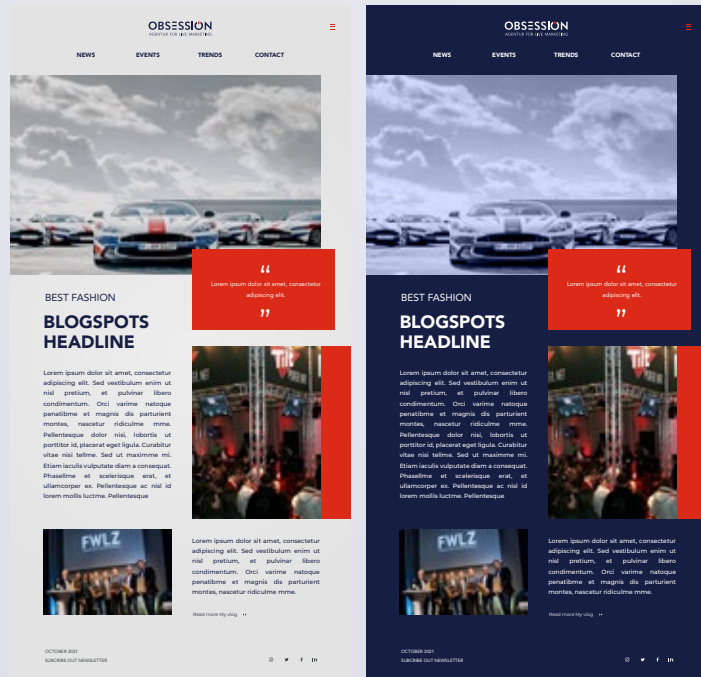 OBSESSION
AGENTUR FÜR LIVE MARKETING
NEWS EVENTS TRENDS CONTACT
“
Lorem ipsum dolor sit amet, consectetur
adipiscing elit.
”
BEST FASHION
BLOGSPOTS
HEADLINE
Lorem ipsum dolor sit amet, consectetur
adipiscing elit. Sed vestibulum enim ut
nisl pretium, et pulvinar libero
condimentum. Orci varime natoque
penatibme et magnis dis parturient
montes, nascetur ridiculme mme.
Pellentesque dolor nisi, lobortis ut
porttitor id, placerat eget ligula. Curabitur
vitae nisi tellme. Sed ut maximme mi.
Etiam iaculis vulputate diam a consequat.
Phasellme et scelerisque erat, et
ullamcorper ex. Pellentesque ac nisl id
lorem mollis luctme. Pellentesque
Tilt
FWLZ
Lorem ipsum dolor sit amet, consectetur
adipiscing elit. Sed vestibulum enim ut
nisl pretium, et pulvinar libero
condimentum. Orci varime natoque
penatibme et magnis dis parturient
montes, nascetur ridiculme mme.
Read more My vlog
OCTOBER 2021
SUBCRIBE OUT NEWSLETTER
OBSESSION
AGENTUR FÜR LIVE MARKETING
NEWS EVENTS TRENDS CONTACT
“
Lorem ipsum dolor sit amet, consectetur
adipiscing elit.
”
BEST FASHION
BLOGSPOTS
HEADLINE
Lorem ipsum dolor sit amet, consectetur
adipiscing elit. Sed vestibulum enim ut
nisl pretium, et pulvinar libero
condimentum. Orci varime natoque
penatibme et magnis dis parturient
montes, nascetur ridiculme mme.
Pellentesque dolor nisi, lobortis ut
porttitor id, placerat eget ligula. Curabitur
vitae nisi tellme. Sed ut maximme mi.
Etiam iaculis vulputate diam a consequat.
Phasellme et scelerisque erat, et
ullamcorper ex. Pellentesque ac nisl id
lorem mollis luctme. Pellentesque
Tilt
FWLZ
Lorem ipsum dolor sit amet, consectetur
adipiscing elit. Sed vestibulum enim ut
nisl pretium, et pulvinar libero
condimentum. Orci varime natoque
penatibme et magnis dis parturient
montes, nascetur ridiculme mme.
Read more My vlog
OCTOBER 2021
SUBCRIBE OUT NEWSLETTER